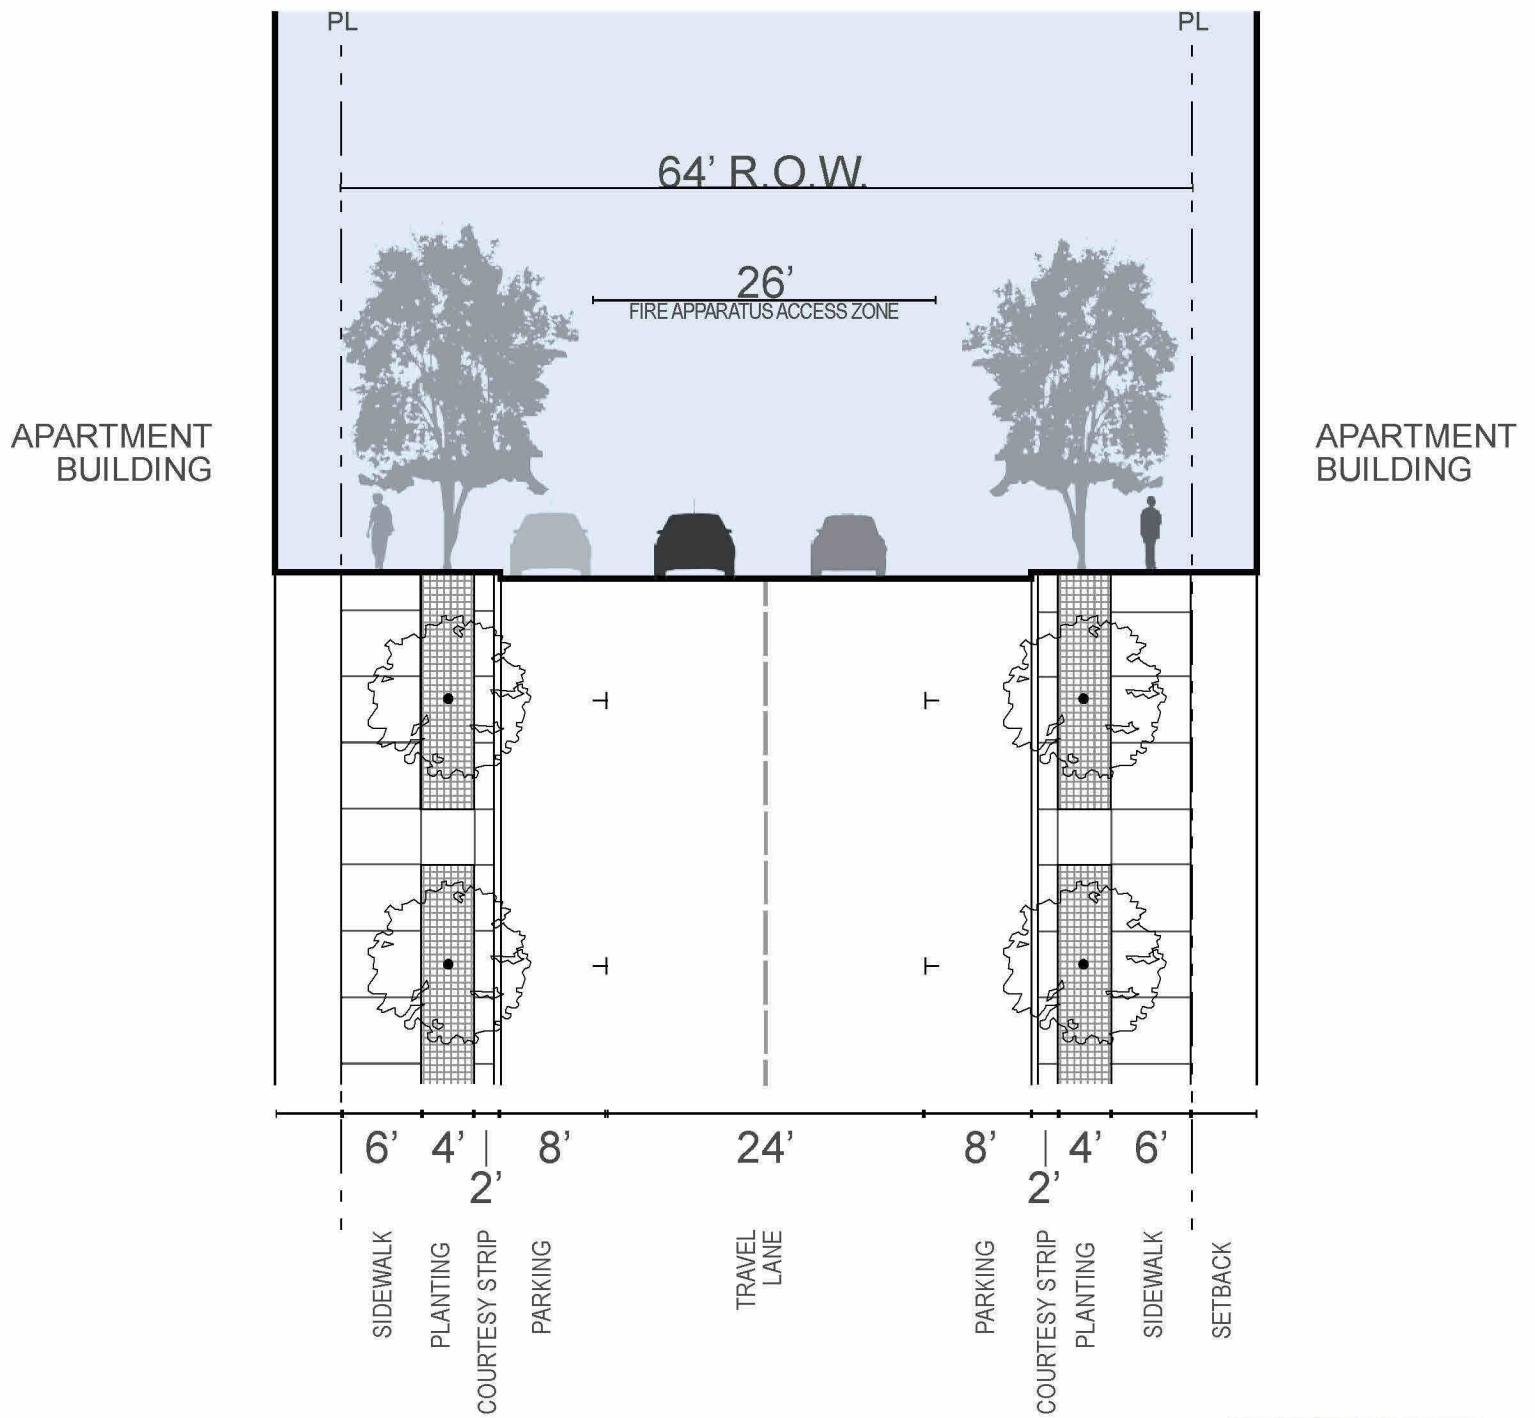 PL
PL
64’ R.O.W.
26’
FIRE APPARATUS ACCESS ZONE
APARTMENT
BUILDING
APARTMENT
BUILDING
6’ 4’ 8’ 24’ 8’ 4’ 6’
2’ 2’
SIDEWALK
PLANTING
COURTESY STRIP
PARKING
TRAVEL
LANE
PARKING
COURTESY STRIP
PLANTING
SIDEWALK
SETBACK